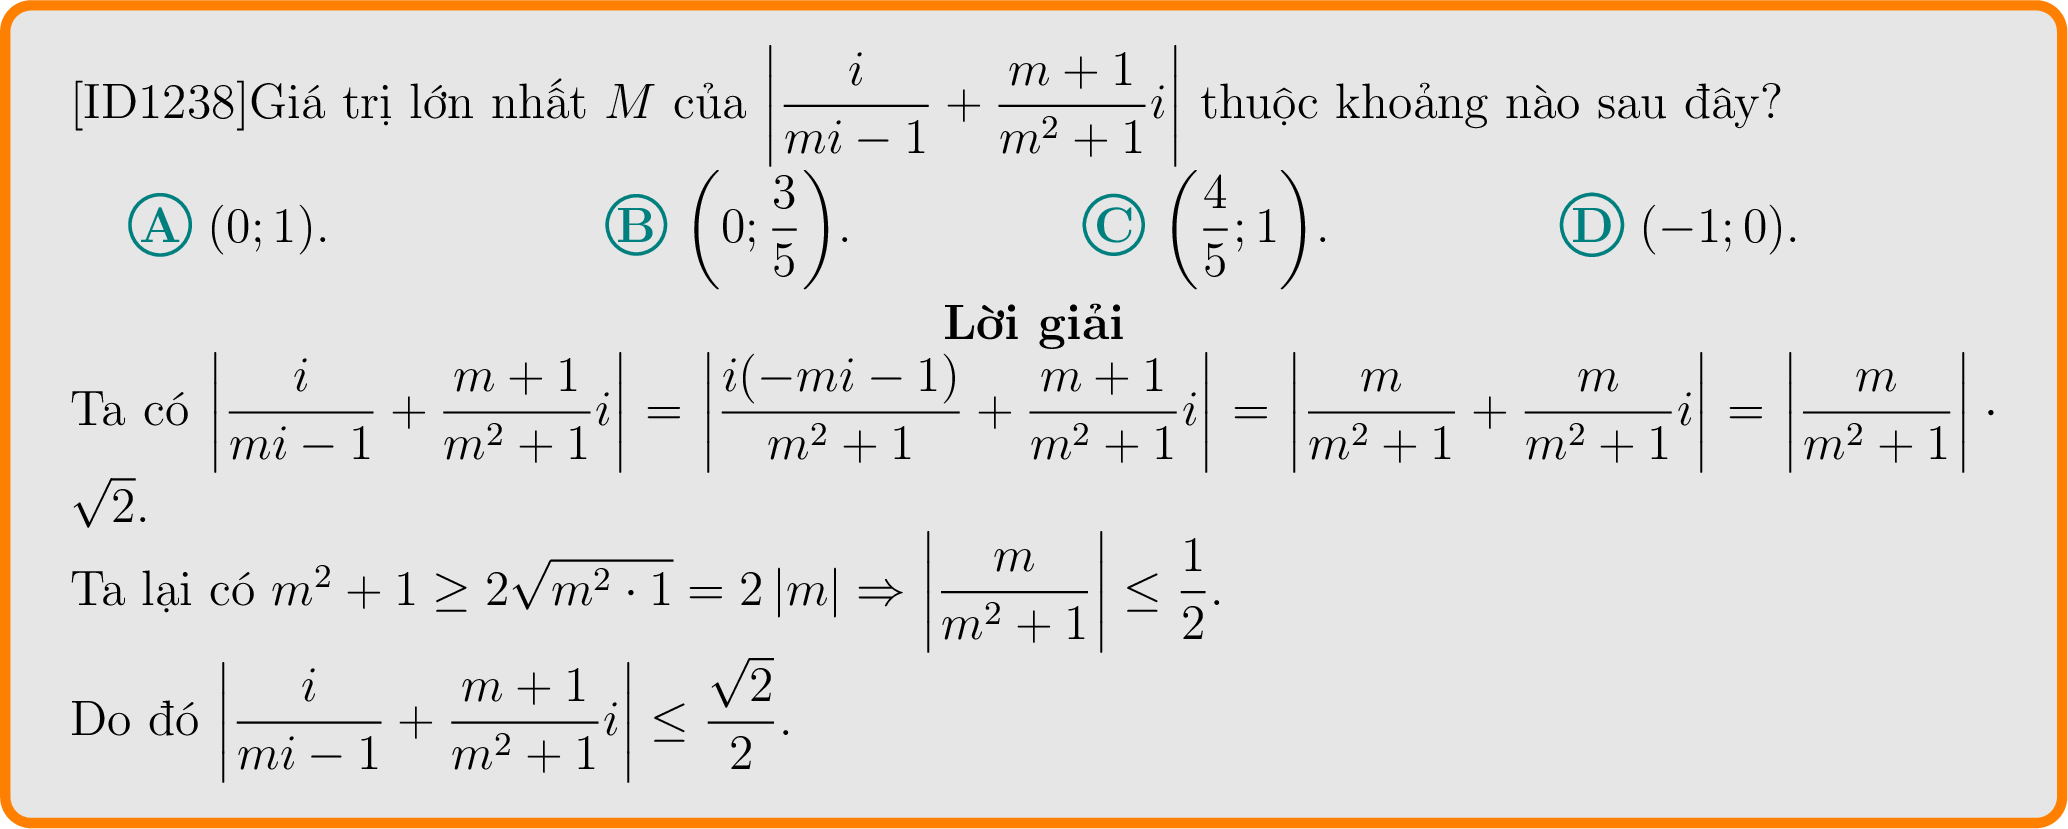 [ID1238]Giá trị lớn nhất $M$ của $\left|\frac{i}{mi-1}+\frac{m+1}{m^2+1}i\right|$ thuộc khoảng nào sau đây?
A $(0;1)$. B $\left(0;\frac{3}{5}\right)$. C $\left(\frac{4}{5};1\right)$. D $(-1;0)$.
Lời giải
Ta có $\left|\frac{i}{mi-1}+\frac{m+1}{m^2+1}i\right|=\left|\frac{i(-mi-1)}{m^2+1}+\frac{m+1}{m^2+1}i\right|=\left|\frac{m}{m^2+1}+\frac{m}{m^2+1}i\right|=\left|\frac{m}{m^2+1}\right|\cdot$
$\sqrt{2}$.
Ta lại có $m^2+1\geq 2\sqrt{m^2\cdot 1}=2|m|\Rightarrow\left|\frac{m}{m^2+1}\right|\leq\frac{1}{2}$.
Do đó $\left|\frac{i}{mi-1}+\frac{m+1}{m^2+1}i\right|\leq\frac{\sqrt{2}}{2}$.